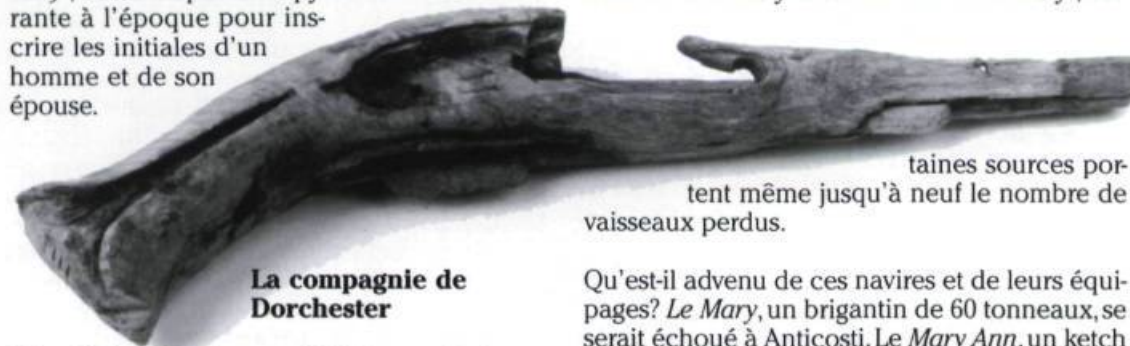 rante à l'époque pour ins-
crire les initiales d'un
homme et de son
épouse.
La compagnie de
Dorchester
taines sources por-
tent même jusqu'à neuf le nombre de
vaisseaux perdus.
Qu'est-il advenu de ces navires et de leurs équi-
pages? Le Mary, un brigantin de 60 tonneaux, se
serait échoué à Anticosti. Le Mary Ann, un ketch